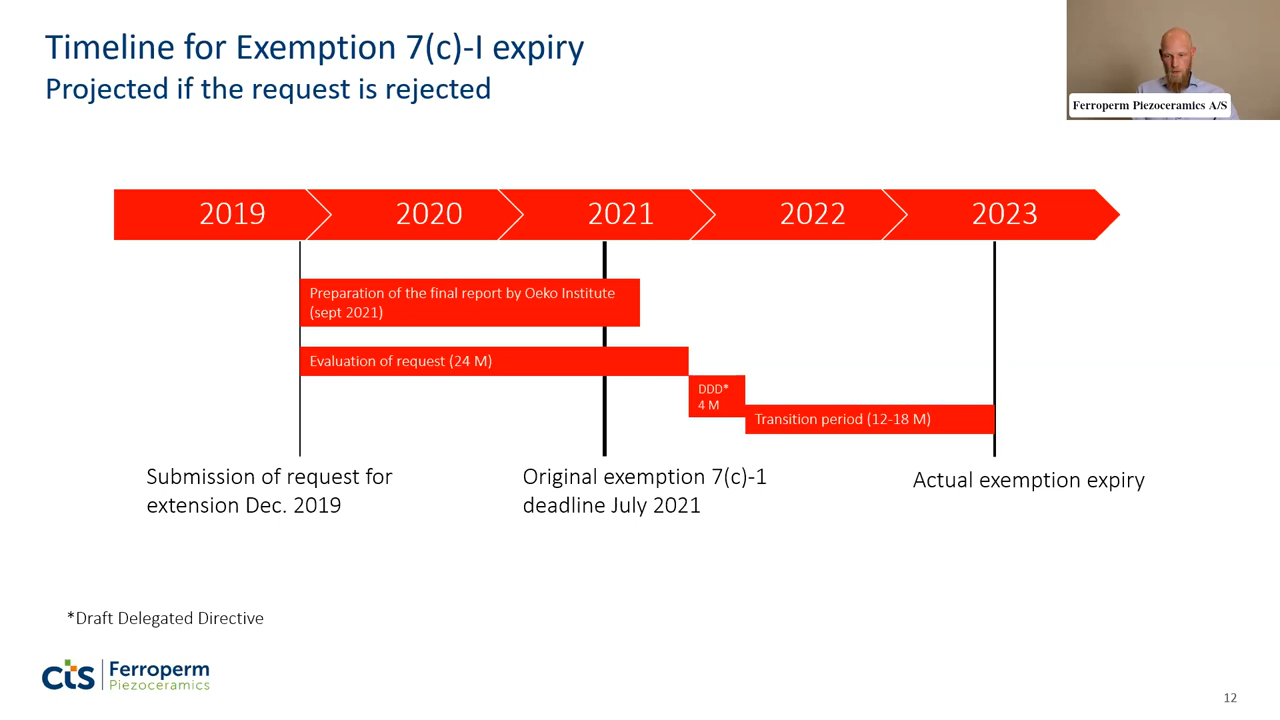 Timeline for Exemption 7(c)-I expiry
Projected if the request is rejected
Ferroperm Piezoceramics A/S
2019 2020 2021 2022 2023
Preparation of the final report by Oeko Institute
(sept 2021)
Evaluation of request (24 M)
DDD*
4 M
Transition period (12-18 M)
Submission of request for
extension Dec. 2019
Original exemption 7(c)-1
deadline July 2021
Actual exemption expiry
*Draft Delegated Directive
cts Ferroperm
Piezoceramics
12